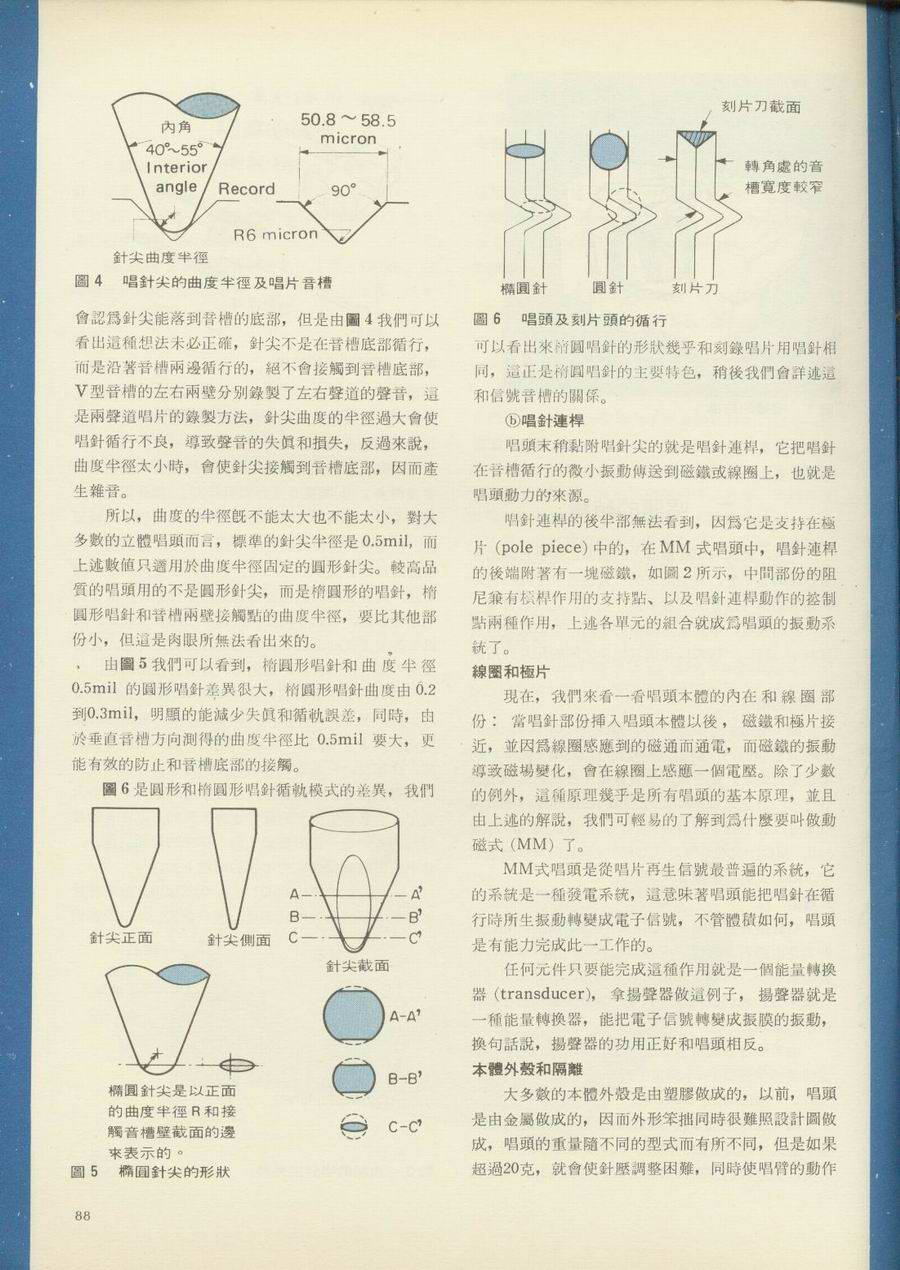 內角
40°~55°
Interior
angle
Record
50.8 ~ 58.5
micron
90°
R6 micron
針尖曲度半徑
圖 4 唱針尖的曲度半徑及唱片音槽
會認爲針尖能落到音槽的底部，但是由圖 4 我們可以
看出這種想法未必正確，針尖不是在音槽底部循行，
而是沿著音槽兩邊循行的，絕不會接觸到音槽底部，
V型音槽的左右兩壁分別錄製了左右聲道的聲音，這
是兩聲道唱片的錄製方法，針尖曲度的半徑過大會使
唱針循行不良，導致聲音的失眞和損失，反過來說，
曲度半徑太小時，會使針尖接觸到音槽底部，因而產
生雜音。
所以，曲度的半徑旣不能太大也不能太小，對大
多數的立體唱頭而言，標準的針尖半徑是 0.5mil，而
上述數値只適用於曲度半徑固定的圓形針尖。較高品
質的唱頭用的不是圓形針尖，而是楕圓形的唱針，楕
圓形唱針和音槽兩壁接觸點的曲度半徑，要比其他部
份小，但這是肉眼所無法看出來的。
由圖 5 我們可以看到，楕圓形唱針和曲度半徑
0.5mil 的圓形唱針差異很大，楕圓形唱針曲度由 0.2
到0.3mil，明顯的能減少失眞和循軌誤差，同時，由
於垂直音槽方向測得的曲度半徑比 0.5mil 要大，更
能有效的防止和音槽底部的接觸。
圖 6 是圓形和楕圓形唱針循軌模式的差異，我們
針尖正面
針尖側面
A A'
B B'
C C'
針尖截面
A-A'
B-B'
C-C'
橢圓針尖是以正面
的曲度半徑 R 和接
觸音槽壁截面的邊
來表示的。
圖 5 橢圓針尖的形狀
88
刻片刀截面
轉角處的音
槽寬度較窄
橢圓針
圓針
刻片刀
圖 6 唱頭及刻片頭的循行
可以看出來楕圓唱針的形狀幾乎和刻錄唱片用唱針相
同，這正是楕圓唱針的主要特色，稍後我們會詳述這
和信號音槽的關係。
ⓑ唱針連桿
唱頭末稍黏附唱針尖的就是唱針連桿，它把唱針
在音槽循行的微小振動傳送到磁鐵或線圈上，也就是
唱頭動力的來源。
唱針連桿的後半部無法看到，因爲它是支持在極
片 (pole piece) 中的，在 MM 式唱頭中，唱針連桿
的後端附著有一塊磁鐵，如圖 2 所示，中間部份的阻
尼兼有槓桿作用的支持點、以及唱針連桿動作的控制
點兩種作用，上述各單元的組合就成爲唱頭的振動系
統了。
線圈和極片
現在，我們來看一看唱頭本體的內在和線圈部
份：當唱針部份揷入唱頭本體以後，磁鐵和極片接
近，並因爲線圈感應到的磁通而通電，而磁鐵的振動
導致磁場變化，會在線圈上感應一個電壓。除了少數
的例外，這種原理幾乎是所有唱頭的基本原理，並且
由上述的解說，我們可輕易的了解到爲什麼要叫做動
磁式 (MM) 了。
MM式唱頭是從唱片再生信號最普遍的系統，它
的系統是一種發電系統，這意味著唱頭能把唱針在循
行時所生振動轉變成電子信號，不管體積如何，唱頭
是有能力完成此一工作的。
任何元件只要能完成這種作用就是一個能量轉換
器 (transducer)，拿揚聲器做這例子，揚聲器就是
一種能量轉換器，能把電子信號轉變成振膜的振動，
換句話說，揚聲器的功用正好和唱頭相反。
本體外殼和隔離
大多數的本體外殼是由塑膠做成的，以前，唱頭
是由金屬做成的，因而外形笨拙同時很難照設計圖做
成，唱頭的重量隨不同的型式而有所不同，但是如果
超過20克，就會使針壓調整困難，同時使唱臂的動作